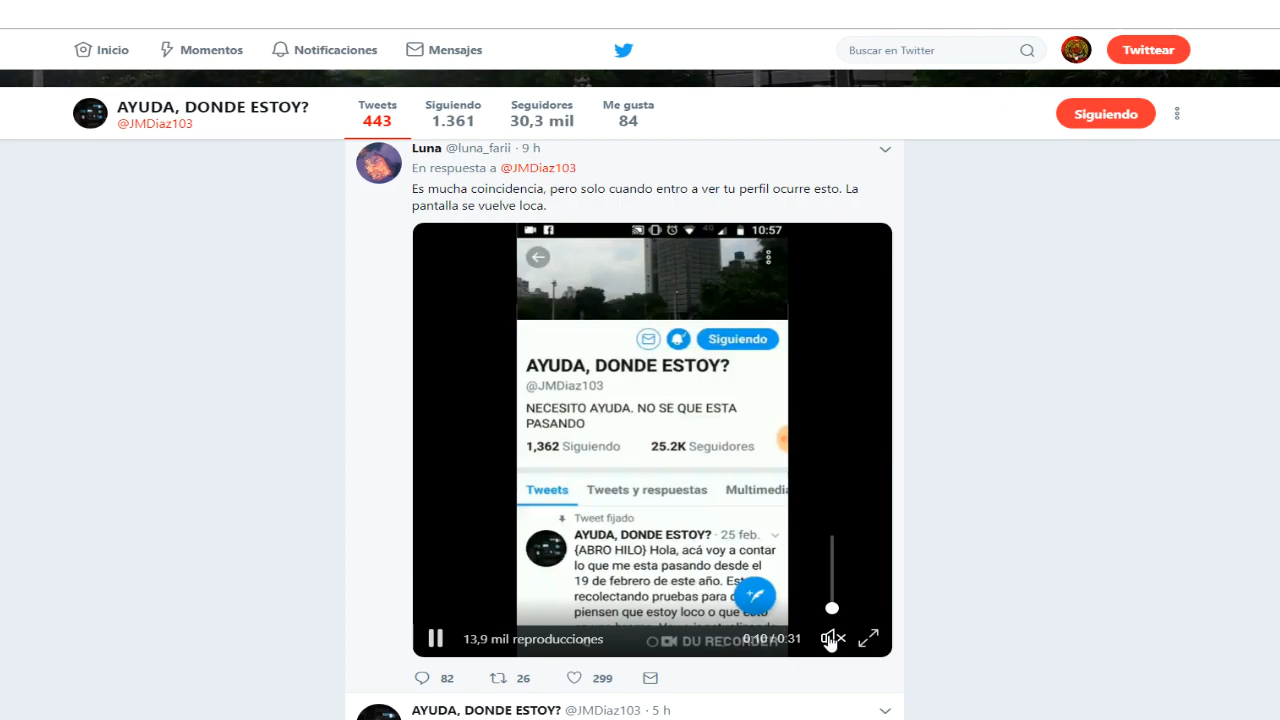 Inicio Momentos Notificaciones Mensajes Buscar en Twitter Twittear
AYUDA, DONDE ESTOY?
@JMDiaz103
Tweets Siguiendo Seguidores Me gusta
443 1.361 30,3 mil 84
Siguiendo
Luna @luna_farii · 9 h
En respuesta a @JMDiaz103
Es mucha coincidencia, pero solo cuando entro a ver tu perfil ocurre esto. La
pantalla se vuelve loca.
4G 10:57
Siguiendo
AYUDA, DONDE ESTOY?
@JMDiaz103
NECESITO AYUDA. NO SE QUE ESTA
PASANDO
1,362 Siguiendo 25.2K Seguidores
Tweets Tweets y respuestas Multimedia
Tweet fijado
AYUDA, DONDE ESTOY? · 25 feb.
{ABRO HILO} Hola, acá voy a contar
lo que me esta pasando desde el
19 de febrero de este año.
recolectando pruebas para
piensen que estoy loco o que
13,9 mil reproducciones DU RECORDER 0:10 / 0:31
82 26 299
AYUDA, DONDE ESTOY? @JMDiaz103 · 5 h